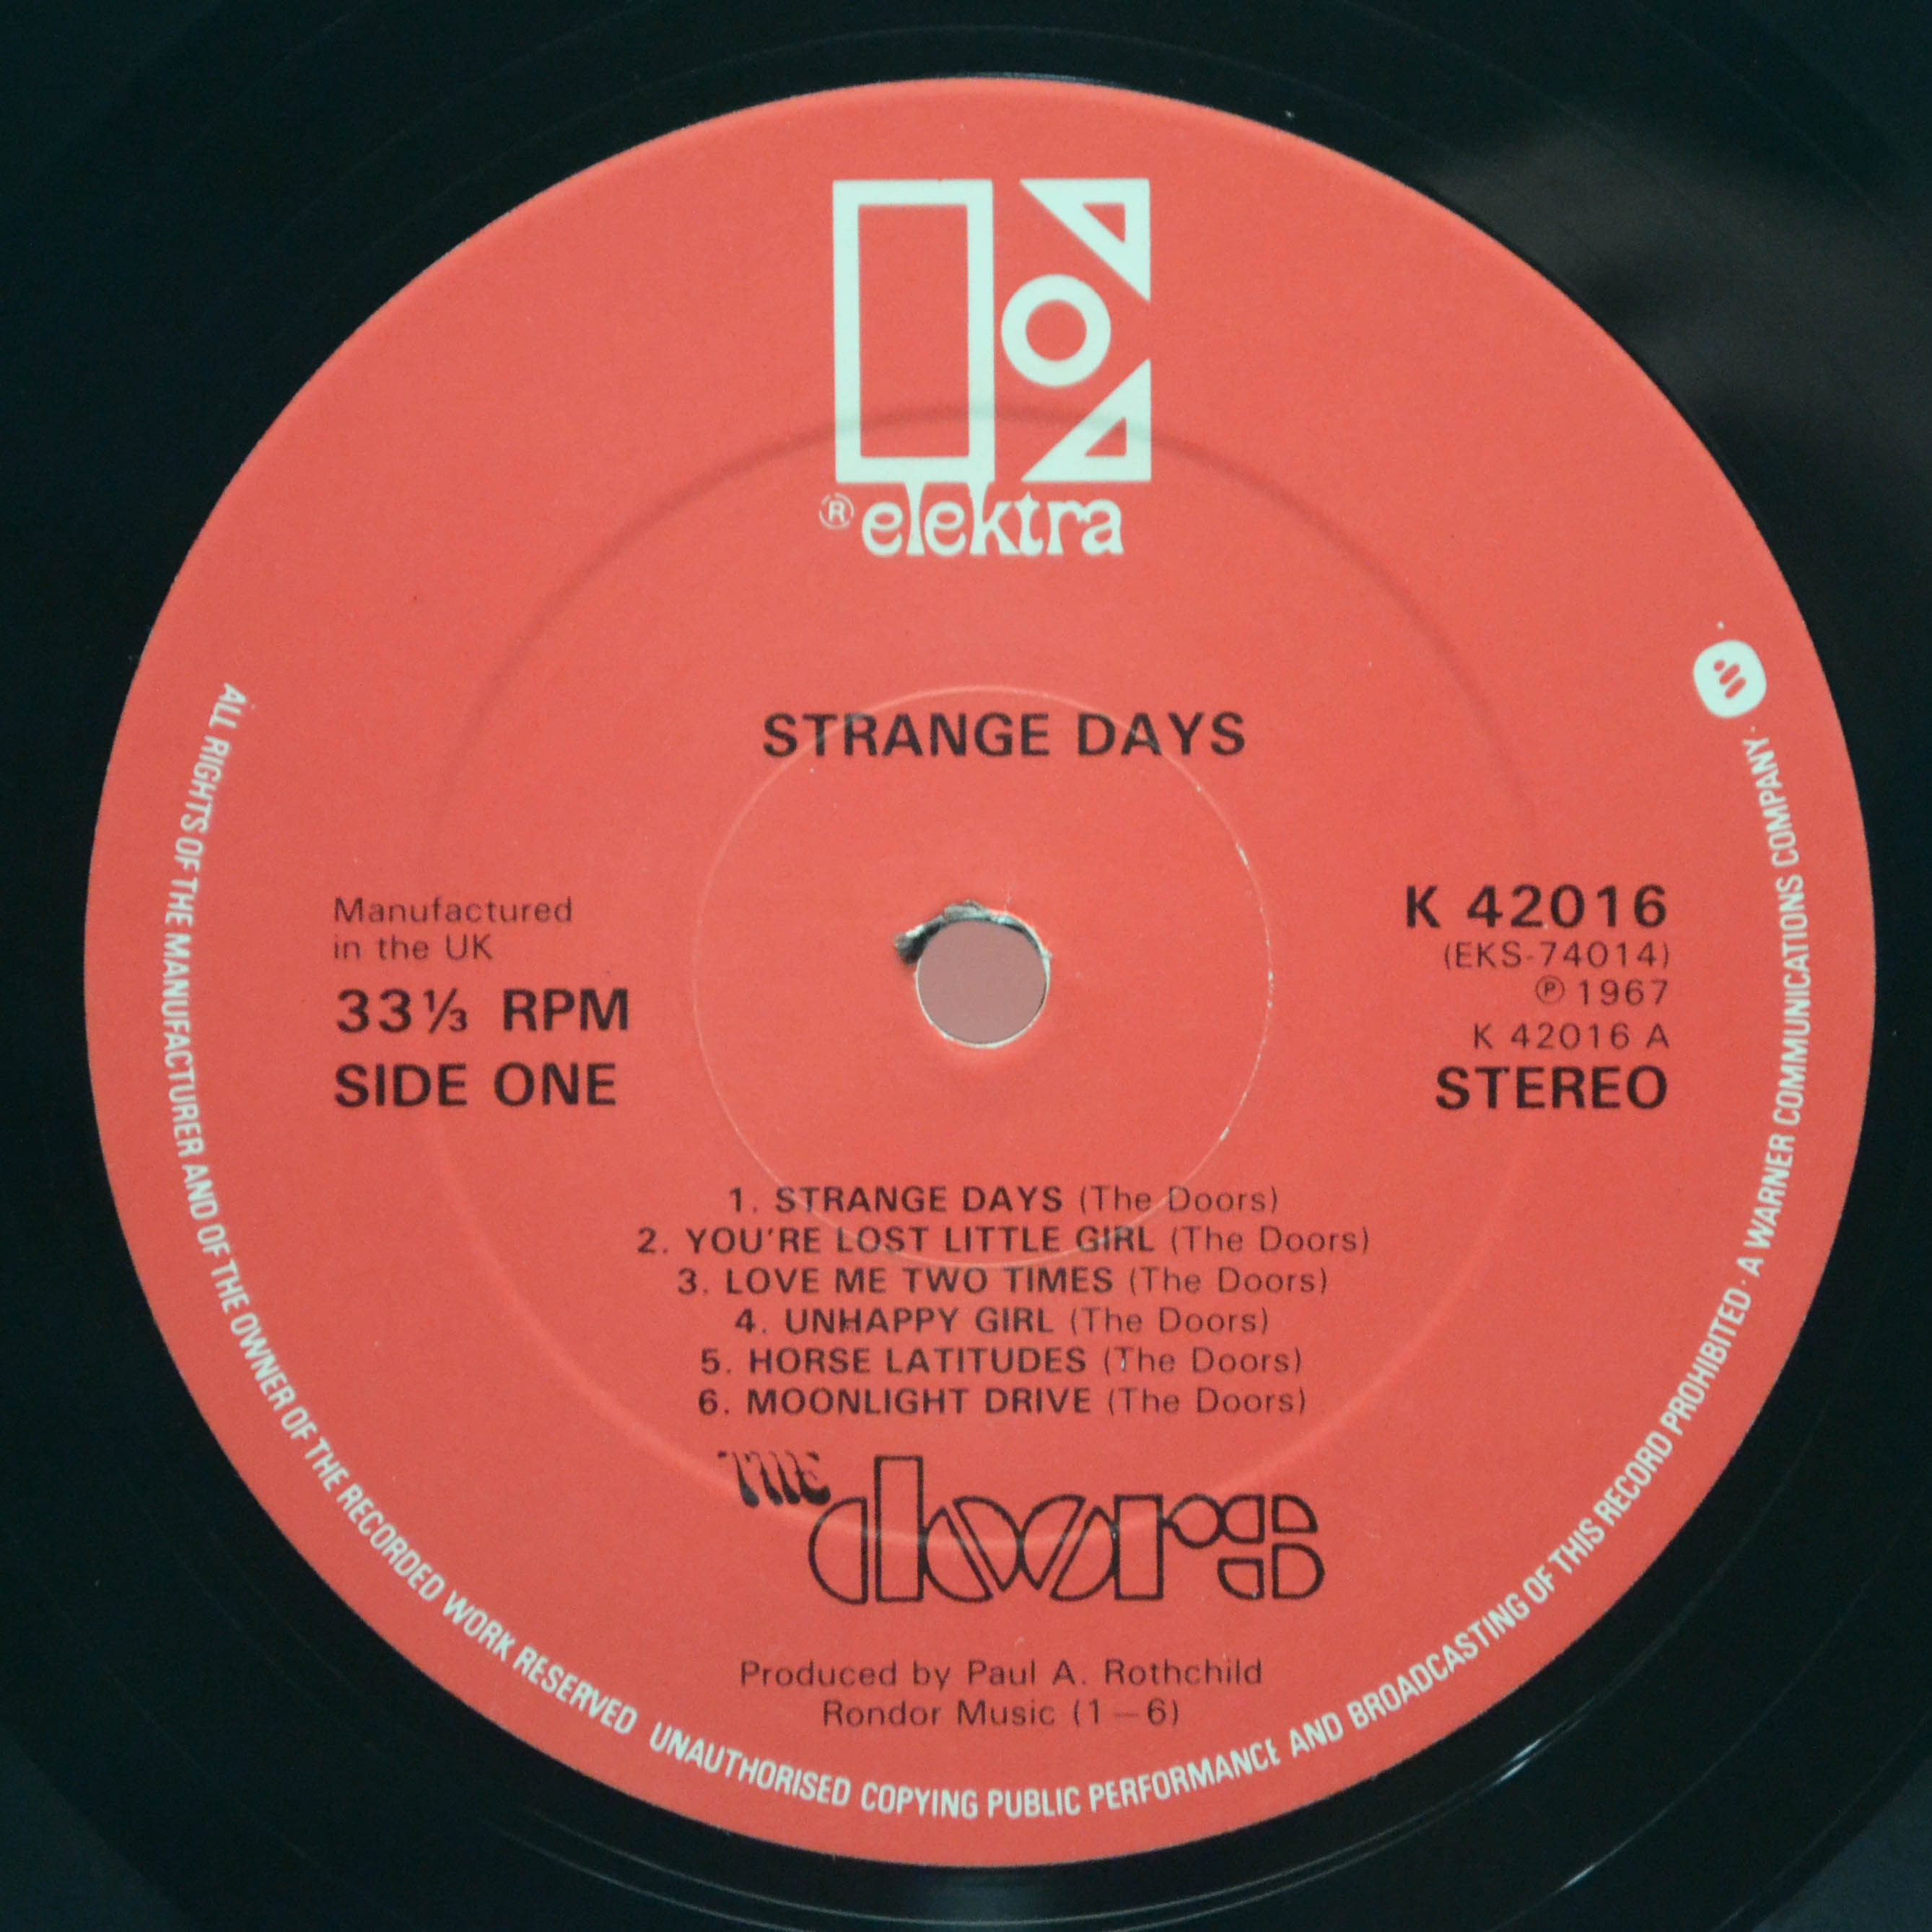 ® elektra
STRANGE DAYS
Manufactured
in the UK
33⅓ RPM
SIDE ONE
K 42016
(EKS-74014)
℗ 1967
K 42016 A
STEREO
1. STRANGE DAYS (The Doors)
2. YOU'RE LOST LITTLE GIRL (The Doors)
3. LOVE ME TWO TIMES (The Doors)
4. UNHAPPY GIRL (The Doors)
5. HORSE LATITUDES (The Doors)
6. MOONLIGHT DRIVE (The Doors)
THE doors
Produced by Paul A. Rothchild
Rondor Music (1–6)
ALL RIGHTS OF THE MANUFACTURER AND OF THE OWNER OF THE RECORDED WORK RESERVED UNAUTHORISED COPYING PUBLIC PERFORMANCE AND BROADCASTING OF THIS RECORD PROHIBITED · A WARNER COMMUNICATIONS COMPANY ·